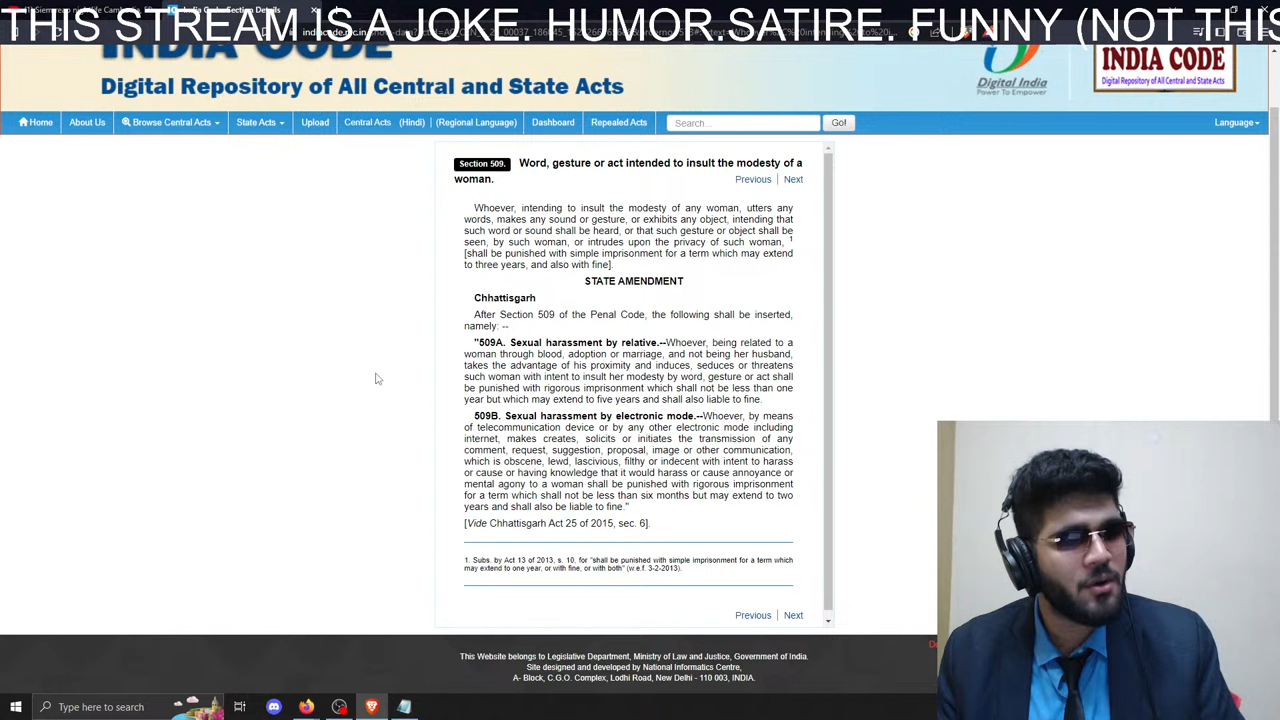 THIS STREAM IS A JOKE. HUMOR.SATIRE. FUNNY (NOT THIS
INDIA CODE
Digital Repository of All Central and State Acts
Digital India
Power To Empower
INDIA CODE
Digital Repository of All Central and State Acts
Home About Us Browse Central Acts State Acts Upload Central Acts (Hindi) (Regional Language) Dashboard Repealed Acts Search... Go! Language
Section 509. Word, gesture or act intended to insult the modesty of a
woman.
Previous | Next
Whoever, intending to insult the modesty of any woman, utters any
words, makes any sound or gesture, or exhibits any object, intending that
such word or sound shall be heard, or that such gesture or object shall be
seen, by such woman, or intrudes upon the privacy of such woman, 1
[shall be punished with simple imprisonment for a term which may extend
to three years, and also with fine].
STATE AMENDMENT
Chhattisgarh
After Section 509 of the Penal Code, the following shall be inserted,
namely: --
"509A. Sexual harassment by relative.--Whoever, being related to a
woman through blood, adoption or marriage, and not being her husband,
takes the advantage of his proximity and induces, seduces or threatens
such woman with intent to insult her modesty by word, gesture or act shall
be punished with rigorous imprisonment which shall not be less than one
year but which may extend to five years and shall also liable to fine.
509B. Sexual harassment by electronic mode.--Whoever, by means
of telecommunication device or by any other electronic mode including
internet, makes creates, solicits or initiates the transmission of any
comment, request, suggestion, proposal, image or other communication,
which is obscene, lewd, lascivious, filthy or indecent with intent to harass
or cause or having knowledge that it would harass or cause annoyance or
mental agony to a woman shall be punished with rigorous imprisonment
for a term which shall not be less than six months but may extend to two
years and shall also be liable to fine."
[Vide Chhattisgarh Act 25 of 2015, sec. 6].
1. Subs. by Act 13 of 2013, s. 10, for "shall be punished with simple imprisonment for a term which
may extend to one year, or with fine, or with both" (w.e.f. 3-2-2013).
Previous | Next
This Website belongs to Legislative Department, Ministry of Law and Justice, Government of India.
Site designed and developed by National Informatics Centre,
A- Block, C.G.O. Complex, Lodhi Road, New Delhi - 110 003, INDIA.
Type here to search